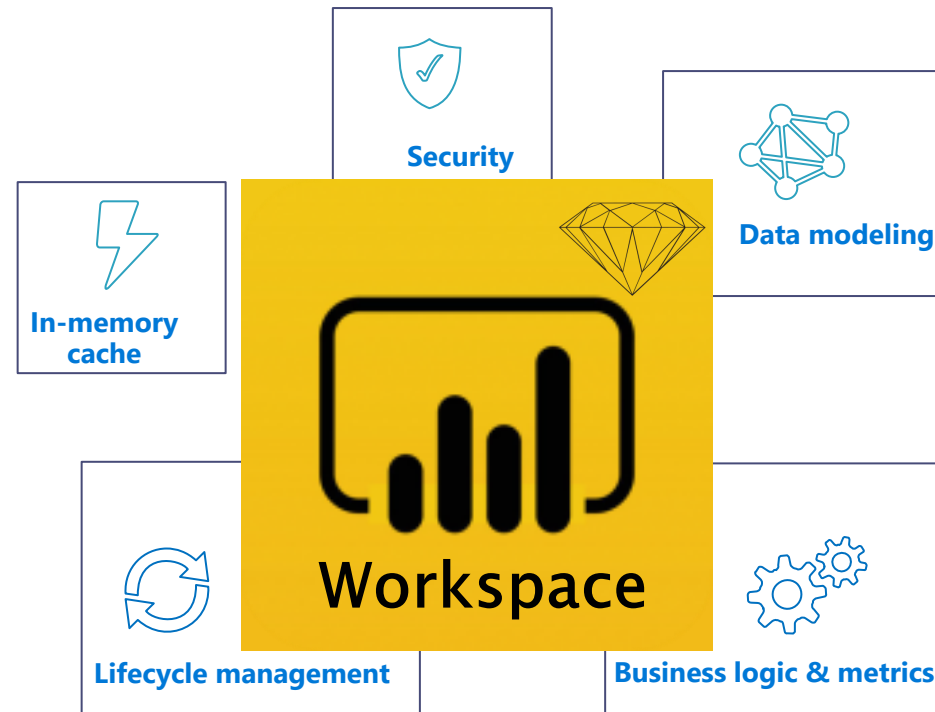 Security
Data modeling
In-memory
cache
Workspace
Lifecycle management
Business logic & metrics